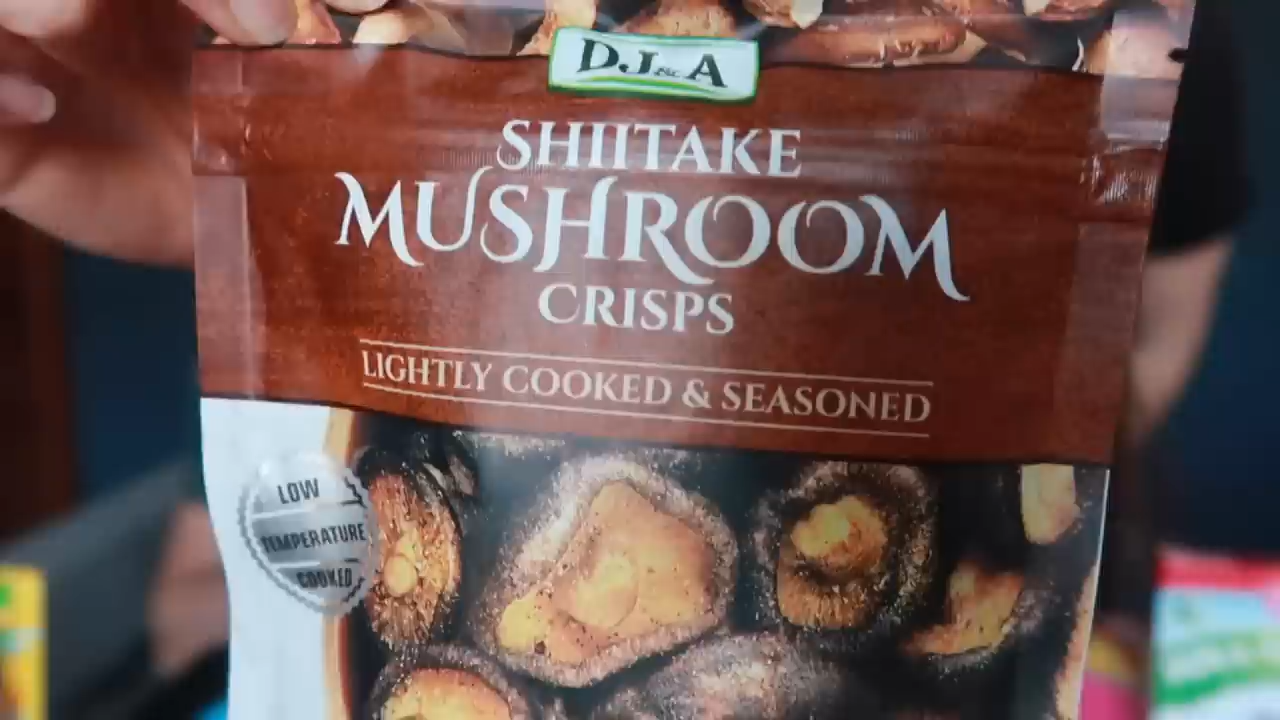 DJ&A
SHIITAKE
MUSHROOM
CRISPS
LIGHTLY COOKED & SEASONED
LOW
TEMPERATURE
COOKED